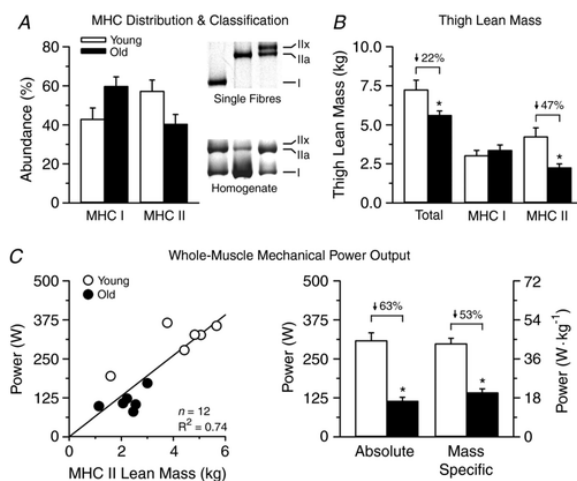 A
MHC Distribution & Classification
Young
Old
80
60
40
20
0
Abundance (%)
MHC I
MHC II
IIx
IIa
I
Single Fibres
IIx
IIa
I
Homogenate
B
Thigh Lean Mass
10.0
7.5
5.0
2.5
0.0
Thigh Lean Mass (kg)
↓22%
*
↓47%
*
Total
MHC I
MHC II
C
Whole-Muscle Mechanical Power Output
Young
Old
500
375
250
125
0
Power (W)
n = 12
R² = 0.74
0
2
4
6
MHC II Lean Mass (kg)
500
375
250
125
0
Power (W)
↓63%
*
↓53%
*
72
54
36
18
0
Power (W·kg⁻¹)
Absolute
Mass
Specific